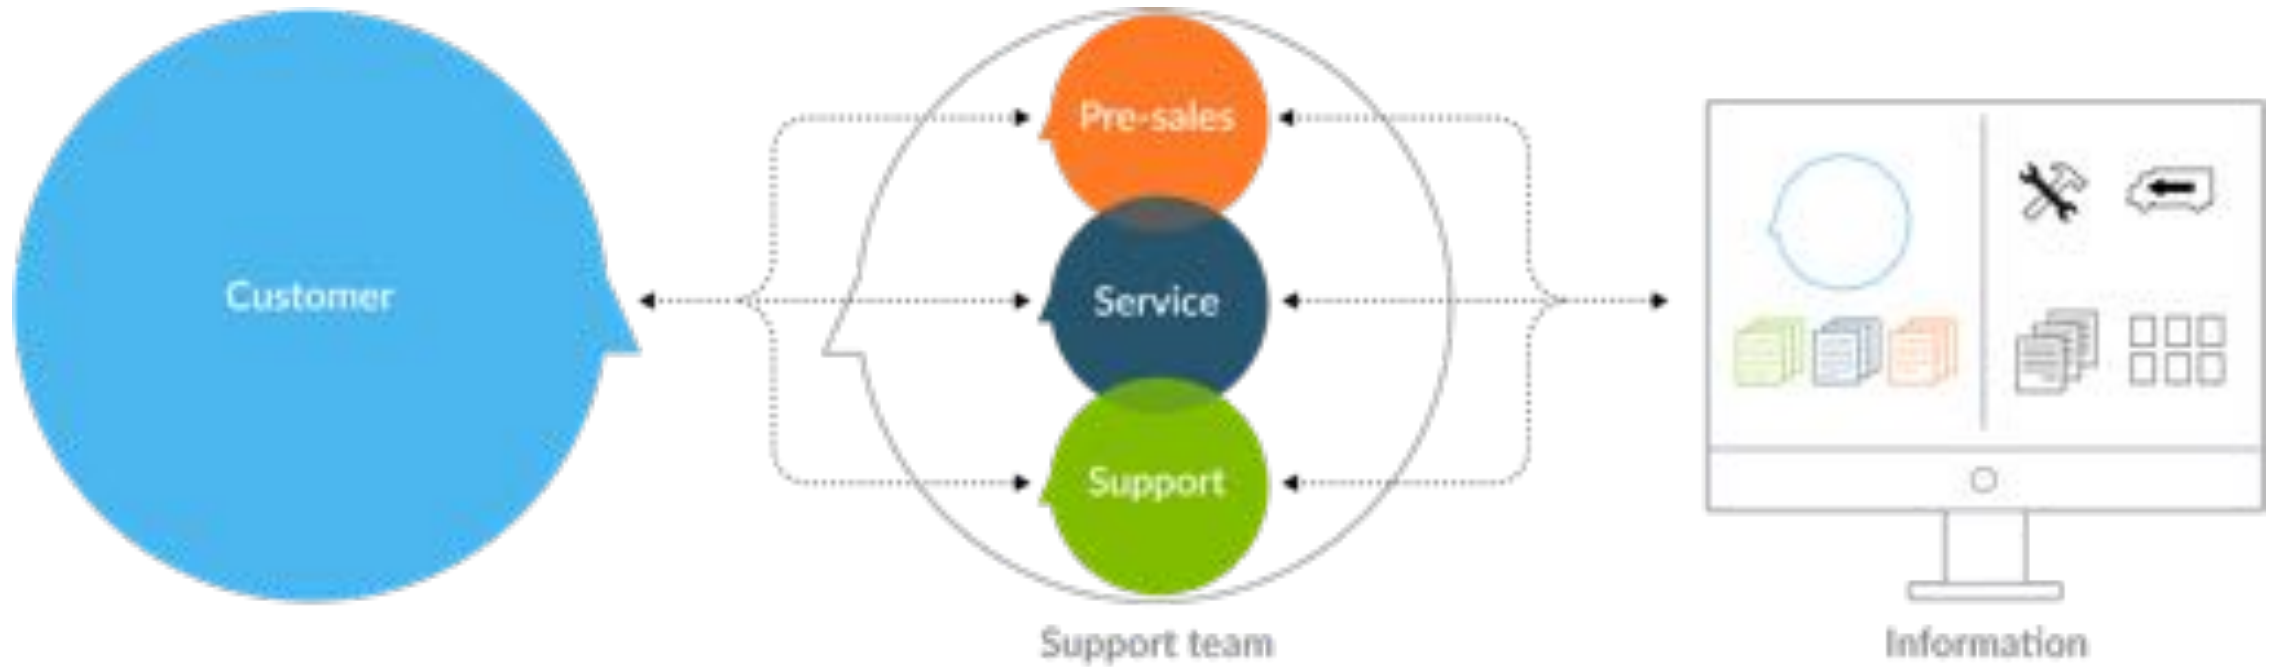 Customer
Pre-sales
Service
Support
Support team
Information